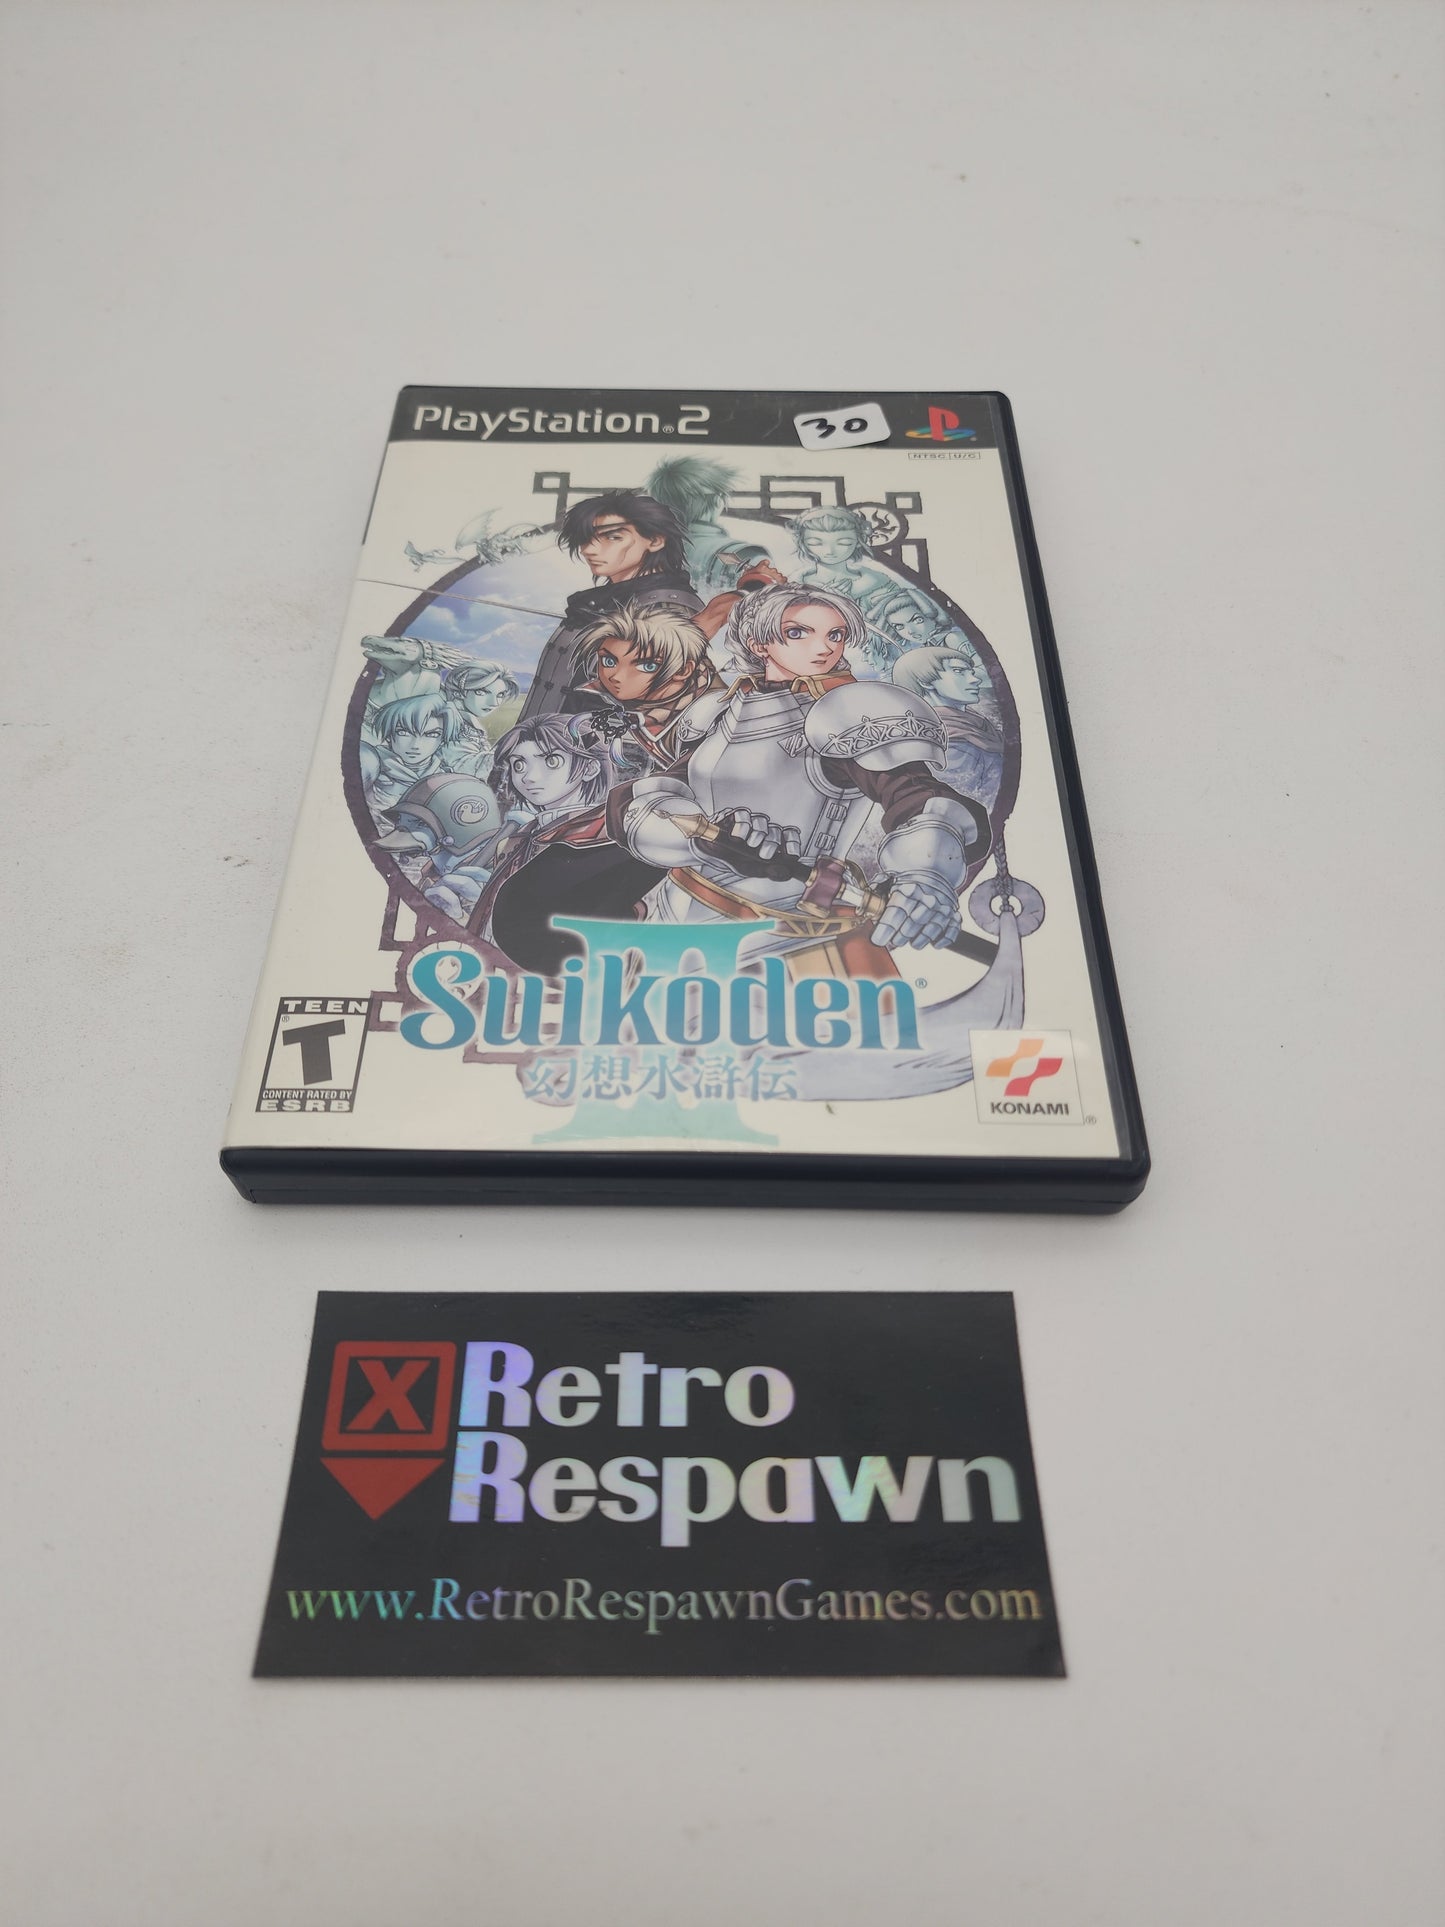 PlayStation®2
30
NTSC U/C
III
Suikoden®
幻想水滸伝
TEEN
T
®
CONTENT RATED BY
ESRB
KONAMI
®
X Retro
Respawn
www.RetroRespawnGames.com